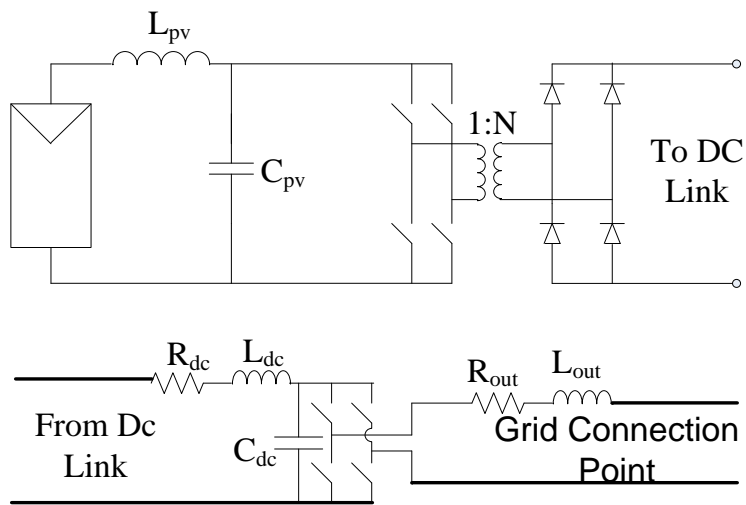 Lpv
Cpv
1:N
To DC
Link
Rdc
Ldc
From Dc
Link
Cdc
Rout
Lout
Grid Connection
Point